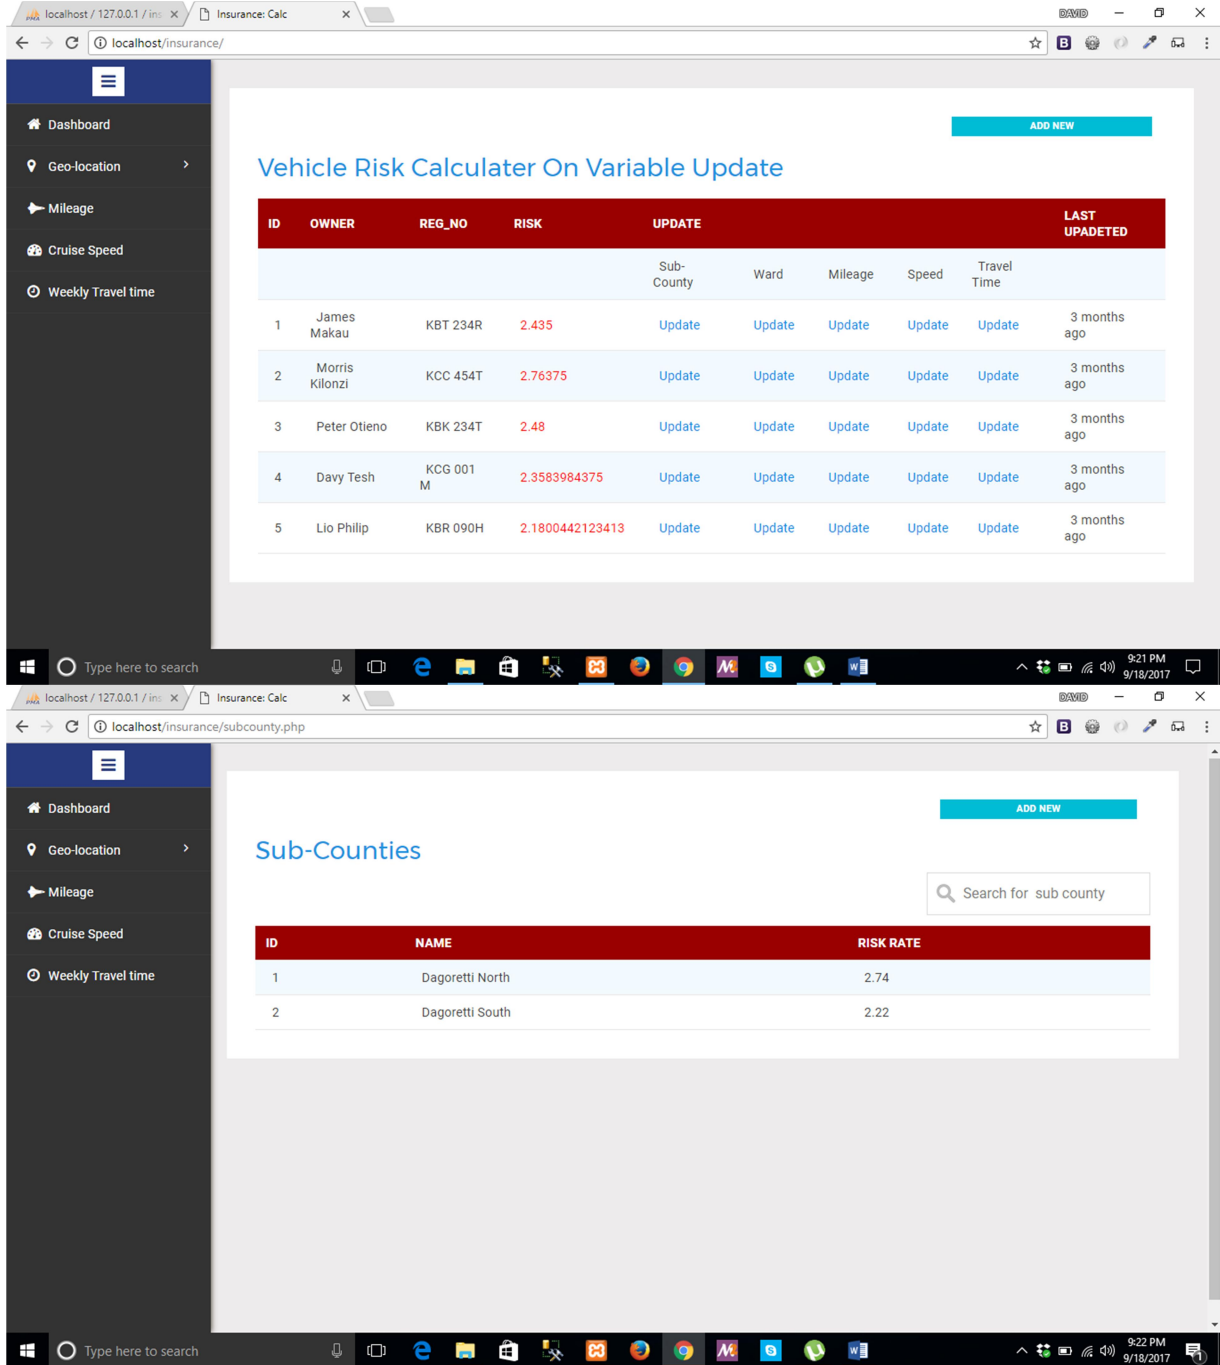 localhost / 127.0.0.1 / ins
Insurance: Calc
DAVID
localhost/insurance/
Dashboard
Geo-location
Mileage
Cruise Speed
Weekly Travel time
ADD NEW
Vehicle Risk Calculater On Variable Update
ID OWNER REG_NO RISK UPDATE LAST UPADETED
Sub-County Ward Mileage Speed Travel Time
1 James Makau KBT 234R 2.435 Update Update Update Update Update 3 months ago
2 Morris Kilonzi KCC 454T 2.76375 Update Update Update Update Update 3 months ago
3 Peter Otieno KBK 234T 2.48 Update Update Update Update Update 3 months ago
4 Davy Tesh KCG 001 M 2.3583984375 Update Update Update Update Update 3 months ago
5 Lio Philip KBR 090H 2.1800442123413 Update Update Update Update Update 3 months ago
Type here to search
9:21 PM
9/18/2017
localhost / 127.0.0.1 / ins
Insurance: Calc
DAVID
localhost/insurance/subcounty.php
Dashboard
Geo-location
Mileage
Cruise Speed
Weekly Travel time
ADD NEW
Sub-Counties
Search for sub county
ID NAME RISK RATE
1 Dagoretti North 2.74
2 Dagoretti South 2.22
Type here to search
9:22 PM
9/18/2017